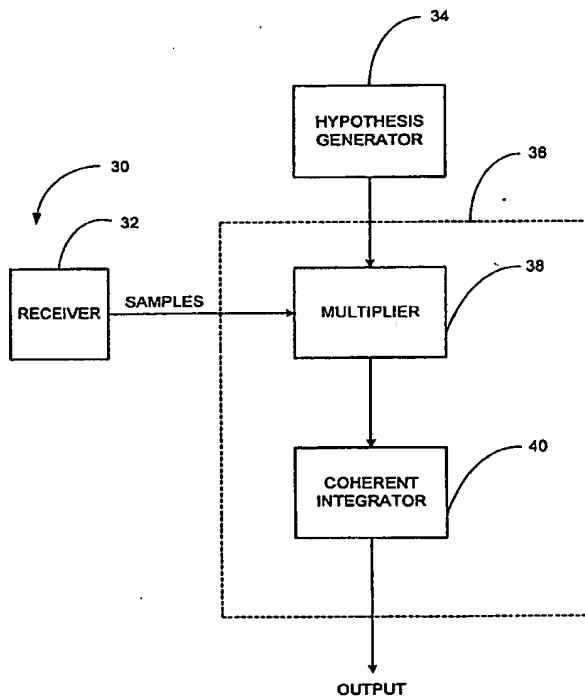 34
HYPOTHESIS
GENERATOR
36
30
32
38
RECEIVER
SAMPLES
MULTIPLIER
40
COHERENT
INTEGRATOR
OUTPUT